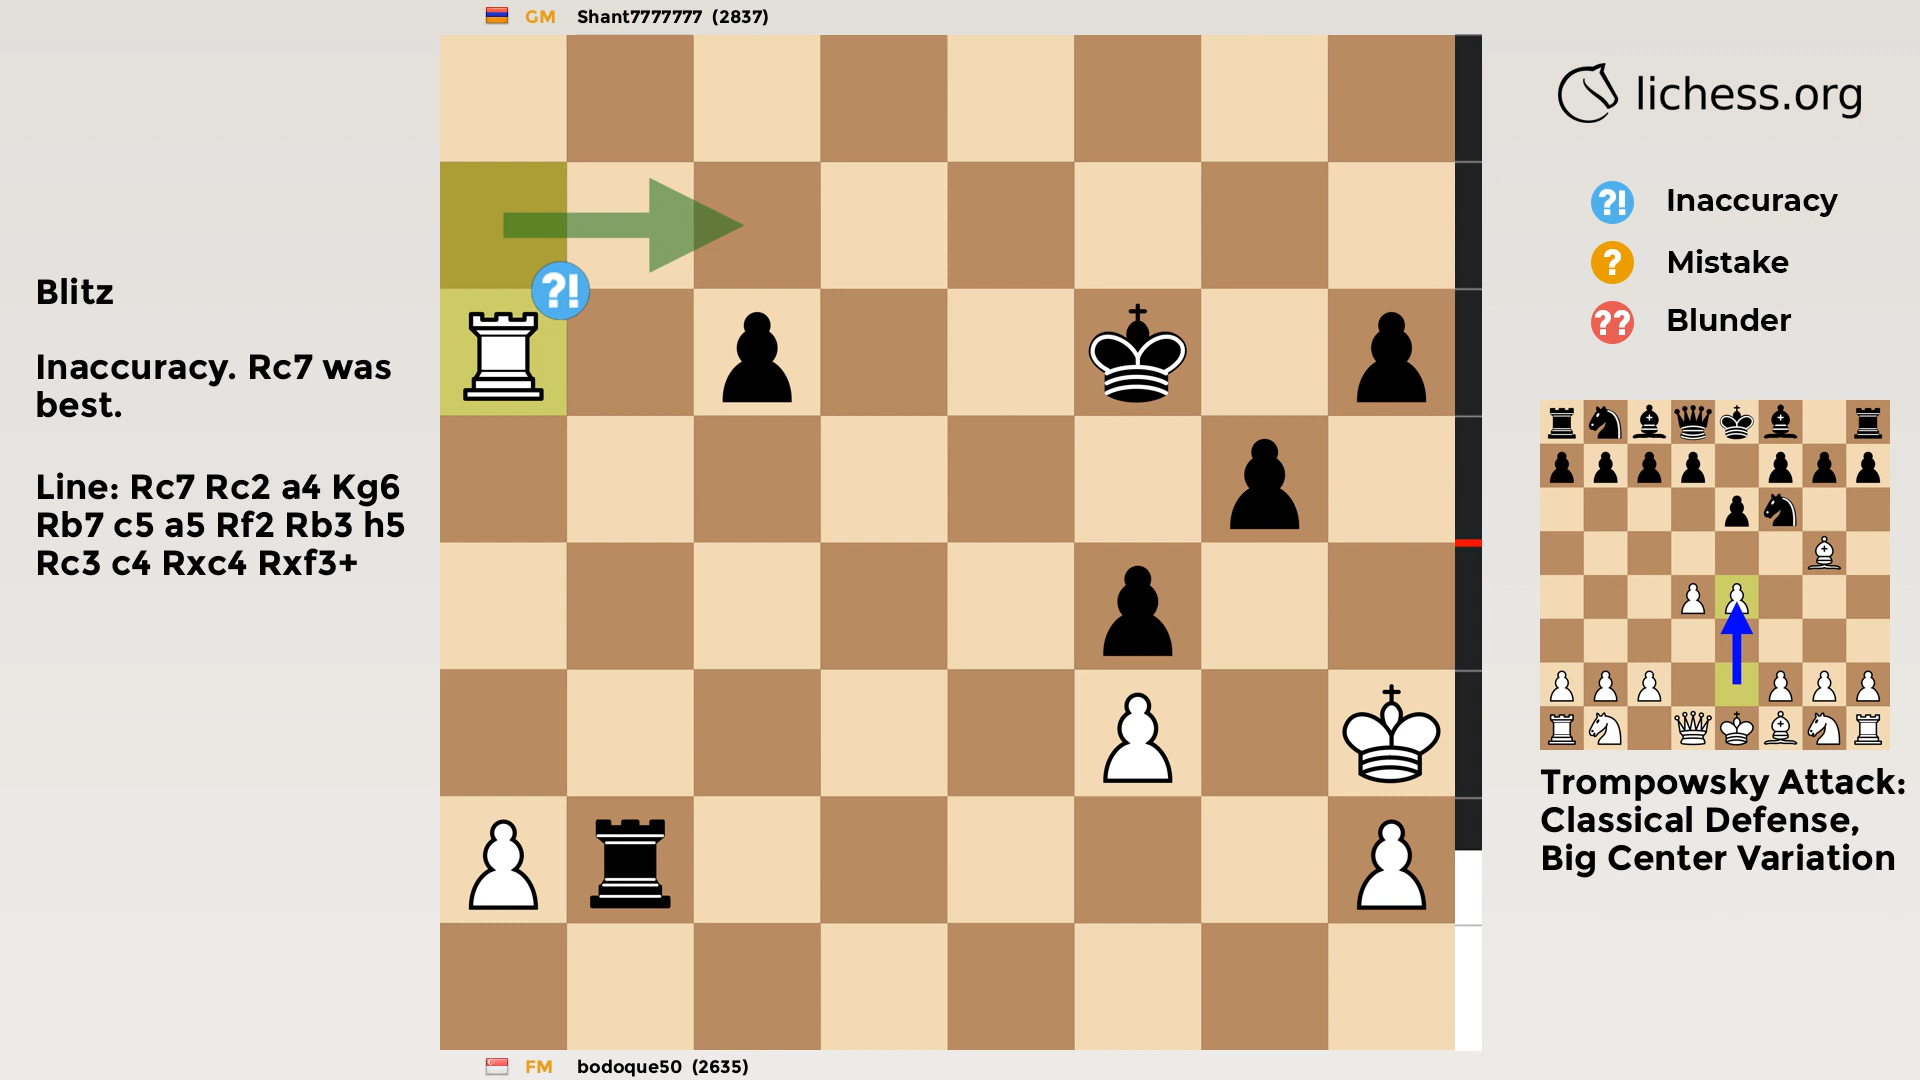 GM Shant7777777 (2837)
lichess.org
?! Inaccuracy
? Mistake
?? Blunder
Blitz
Inaccuracy. Rc7 was
best.
Line: Rc7 Rc2 a4 Kg6
Rb7 c5 a5 Rf2 Rb3 h5
Rc3 c4 Rxc4 Rxf3+
?!
Trompowsky Attack:
Classical Defense,
Big Center Variation
FM bodoque50 (2635)